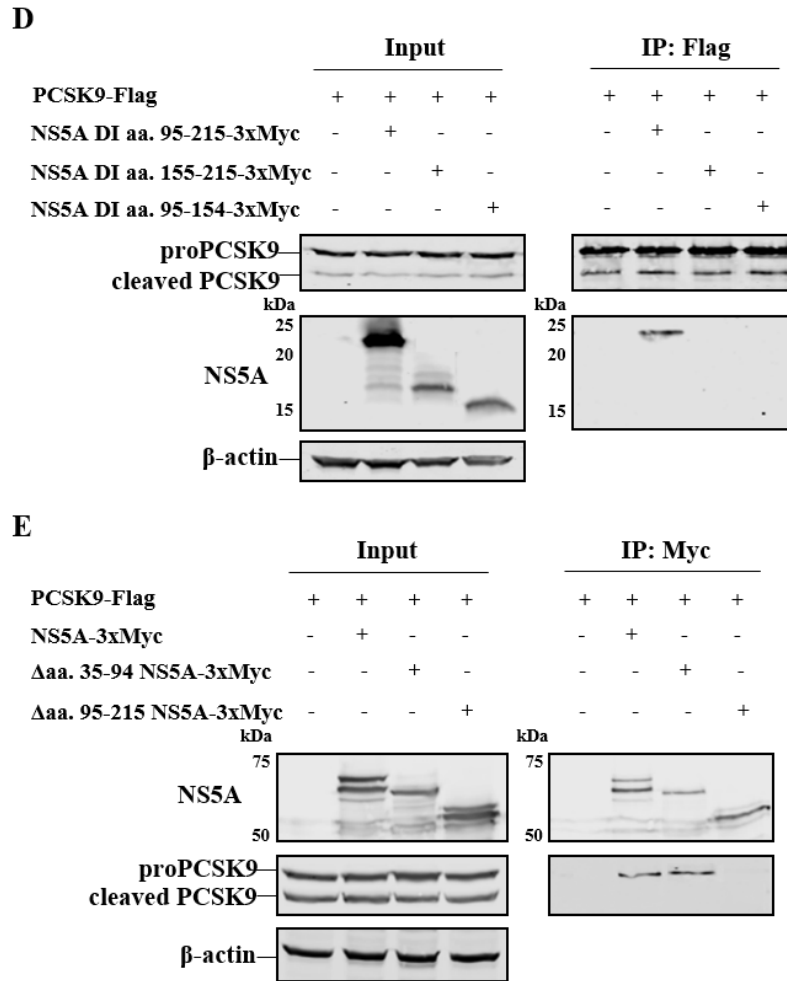 D
Input IP: Flag
PCSK9-Flag + + + + + + + +
NS5A DI aa. 95-215-3xMyc - + - - - + - -
NS5A DI aa. 155-215-3xMyc - - + - - - + -
NS5A DI aa. 95-154-3xMyc - - - + - - - +
proPCSK9
cleaved PCSK9
kDa kDa
25 25
20 20
NS5A
15 15
β-actin
E
Input IP: Myc
PCSK9-Flag + + + + + + + +
NS5A-3xMyc - + - - - + - -
Δaa. 35-94 NS5A-3xMyc - - + - - - + -
Δaa. 95-215 NS5A-3xMyc - - - + - - - +
kDa kDa
75 75
NS5A
50 50
proPCSK9
cleaved PCSK9
β-actin